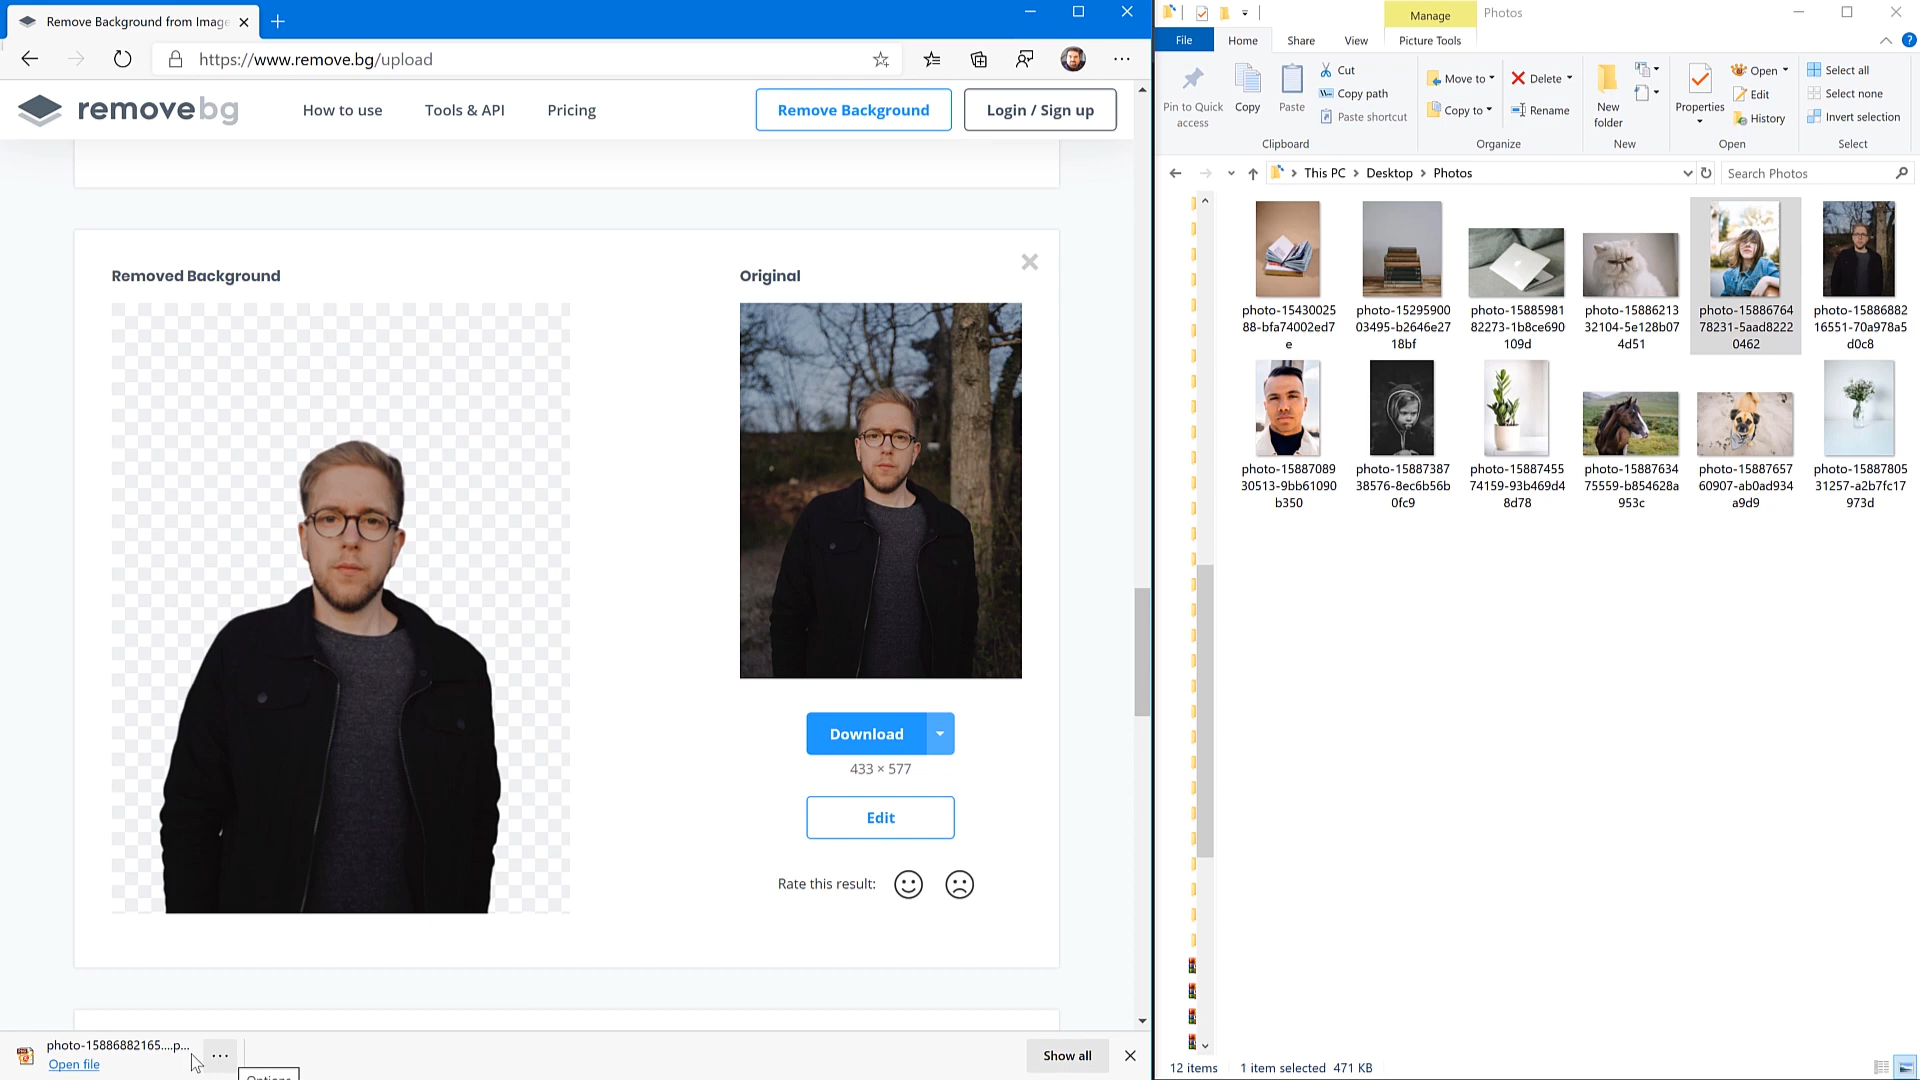 Remove Background from Image
https://www.remove.bg/upload
removebg
How to use
Tools & API
Pricing
Remove Background
Login / Sign up
Removed Background
Original
Download
433 × 577
Edit
Rate this result:
photo-15886882165....p...
Open file
Options
Show all
Manage
Photos
File
Home
Share
View
Picture Tools
Pin to Quick
access
Copy
Paste
Cut
Copy path
Paste shortcut
Clipboard
Move to
Copy to
Delete
Rename
Organize
New
folder
New
Properties
Open
Edit
History
Open
Select all
Select none
Invert selection
Select
This PC
Desktop
Photos
Search Photos
photo-15430025
88-bfa74002ed7
e
photo-15295900
03495-b2646e27
18bf
photo-15885981
82273-1b8ce690
109d
photo-15886213
32104-5e128b07
4d51
photo-15886764
78231-5aad8222
0462
photo-15886882
16551-70a978a5
d0c8
photo-15887089
30513-9bb61090
b350
photo-15887387
38576-8ec6b56b
0fc9
photo-15887455
74159-93b469d4
8d78
photo-15887634
75559-b854628a
953c
photo-15887657
60907-ab0ad934
a9d9
photo-15887805
31257-a2b7fc17
973d
12 items
1 item selected 471 KB